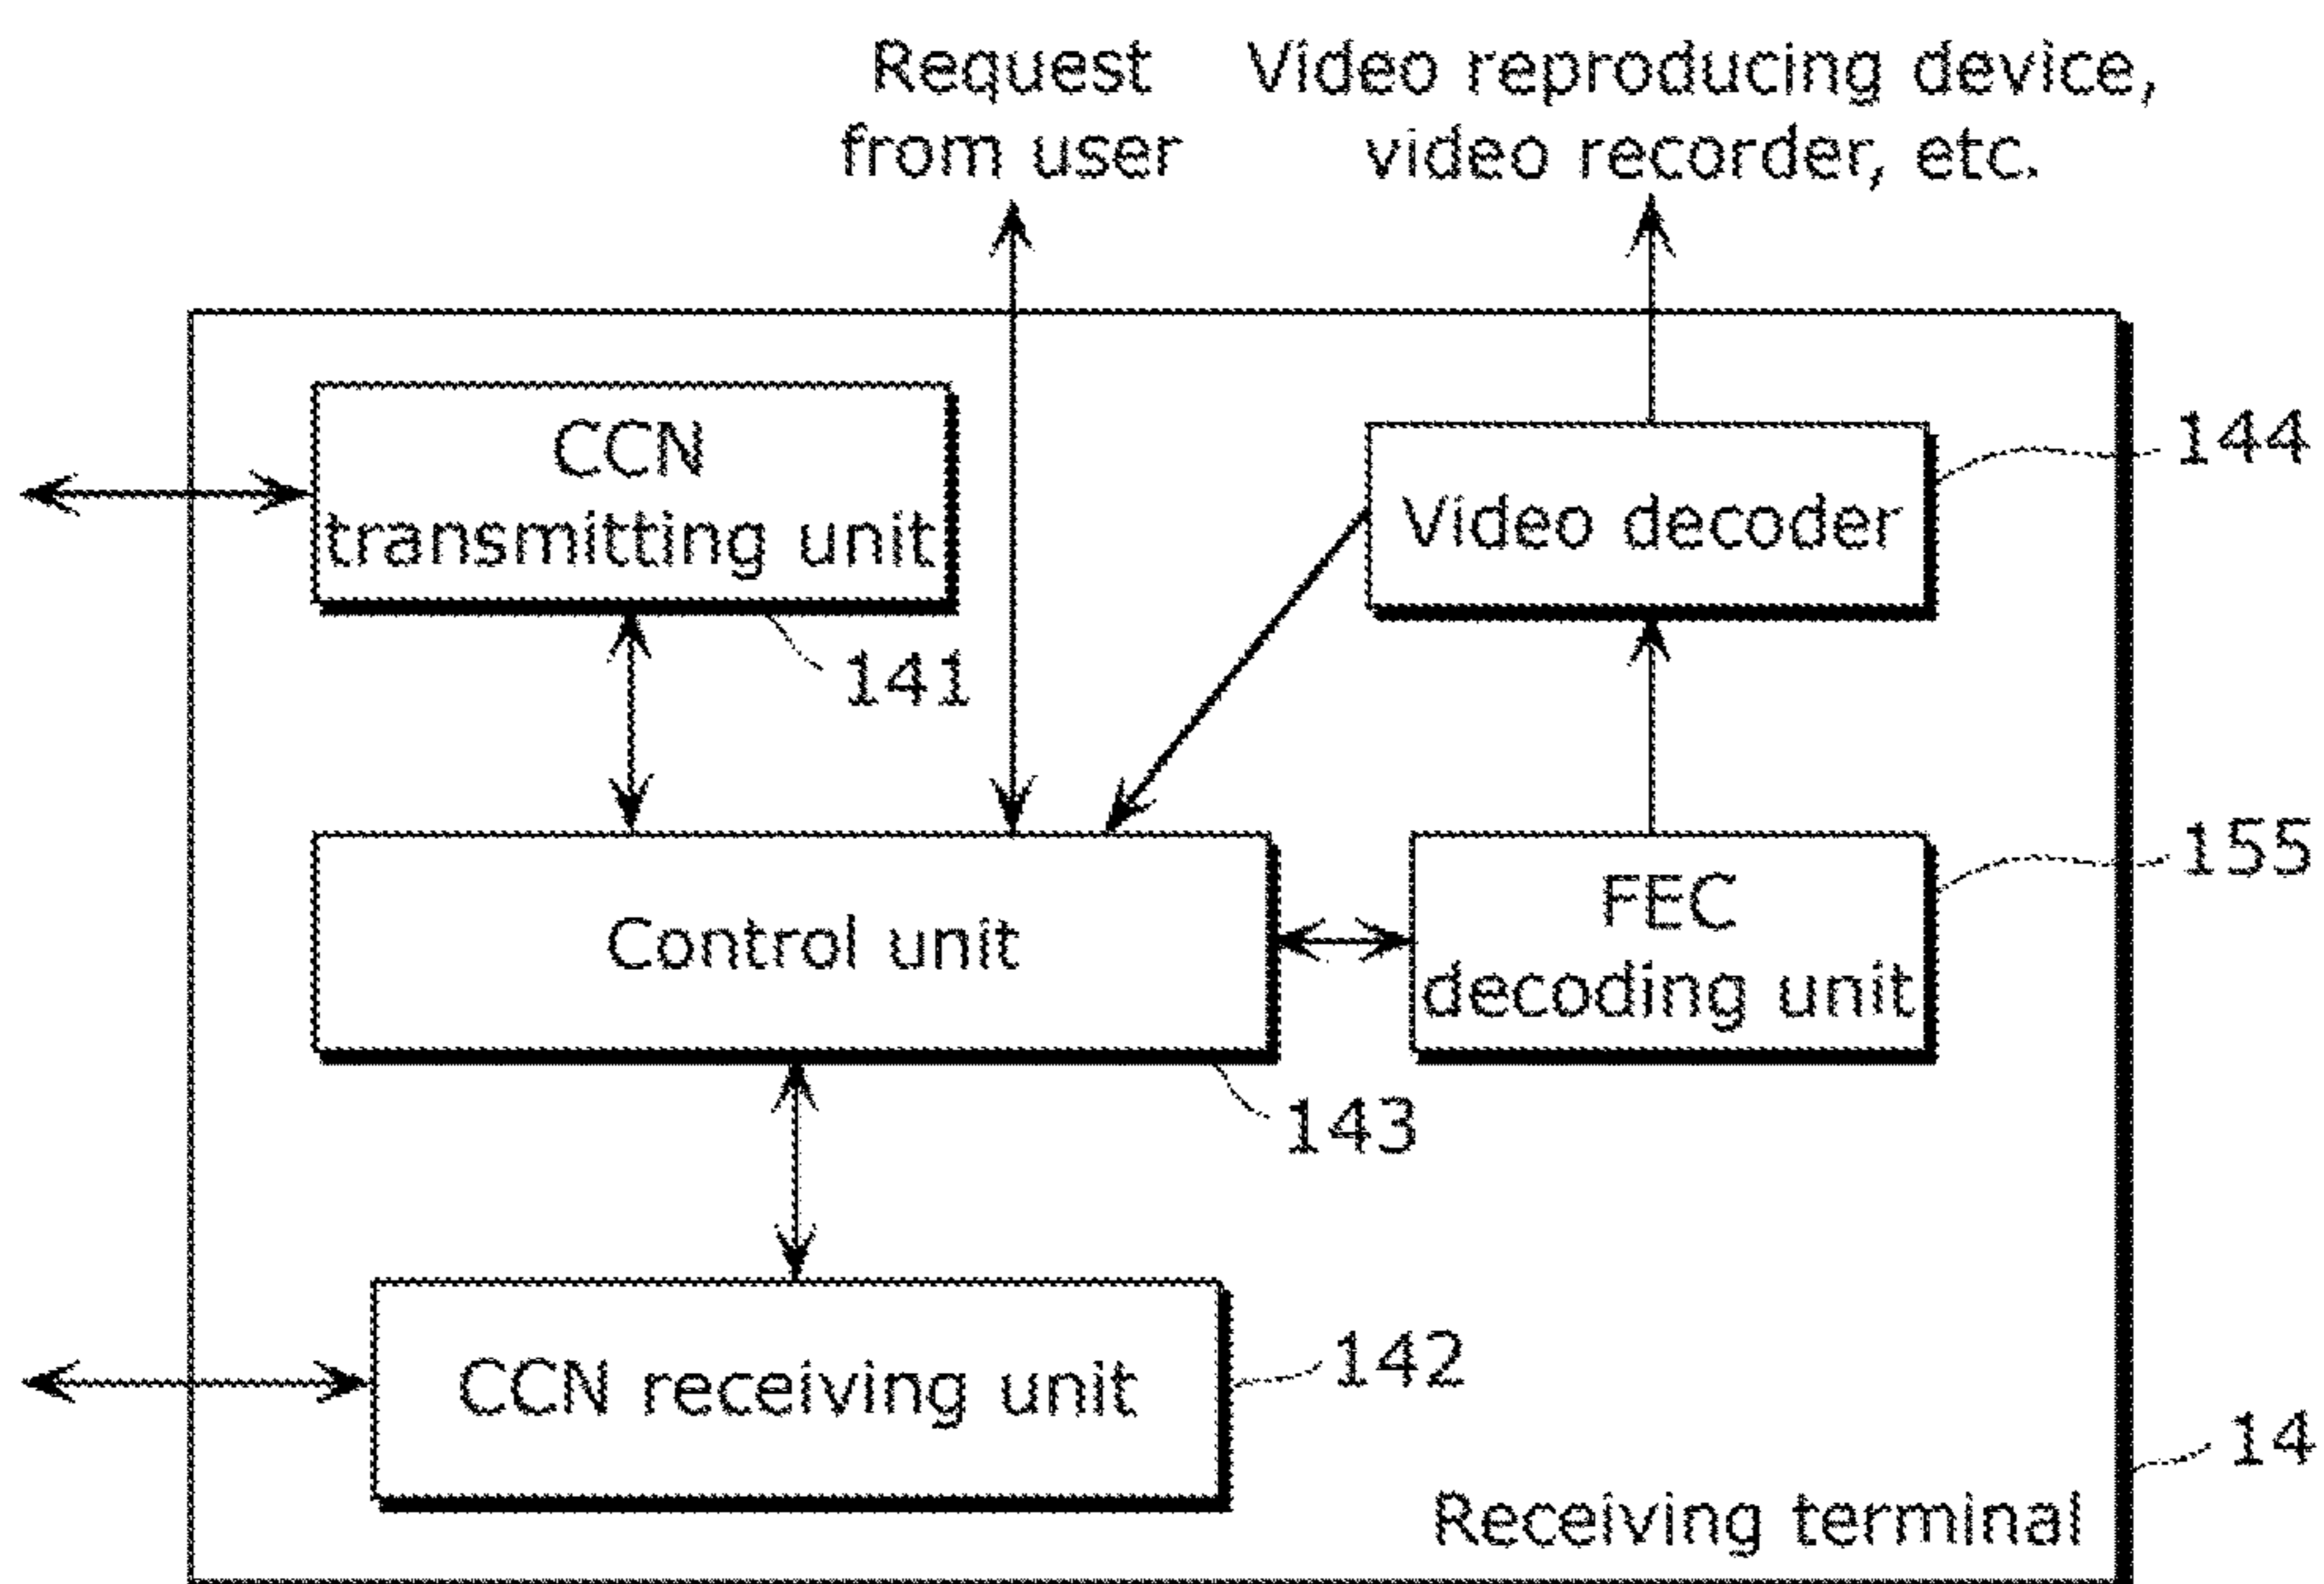 Request
from user
Video reproducing device,
video recorder, etc.
CCN
transmitting unit
141
Video decoder
144
Control unit
143
FEC
decoding unit
155
CCN receiving unit
142
14
Receiving terminal